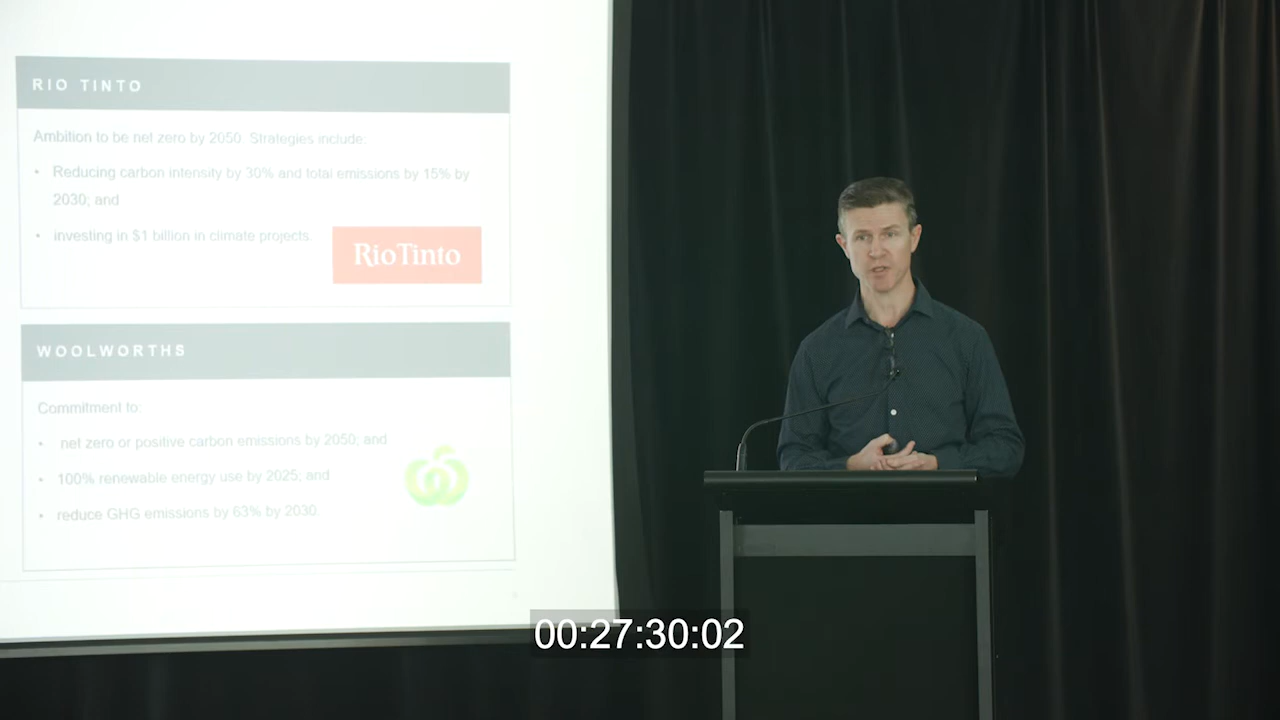 RIO TINTO
Ambition to be net zero by 2050. Strategies include:
• Reducing carbon intensity by 30% and total emissions by 15% by
2030; and
• investing in $1 billion in climate projects.
RioTinto
WOOLWORTHS
Commitment to:
• net zero or positive carbon emissions by 2050; and
• 100% renewable energy use by 2025; and
• reduce GHG emissions by 63% by 2030.
00:27:30:02